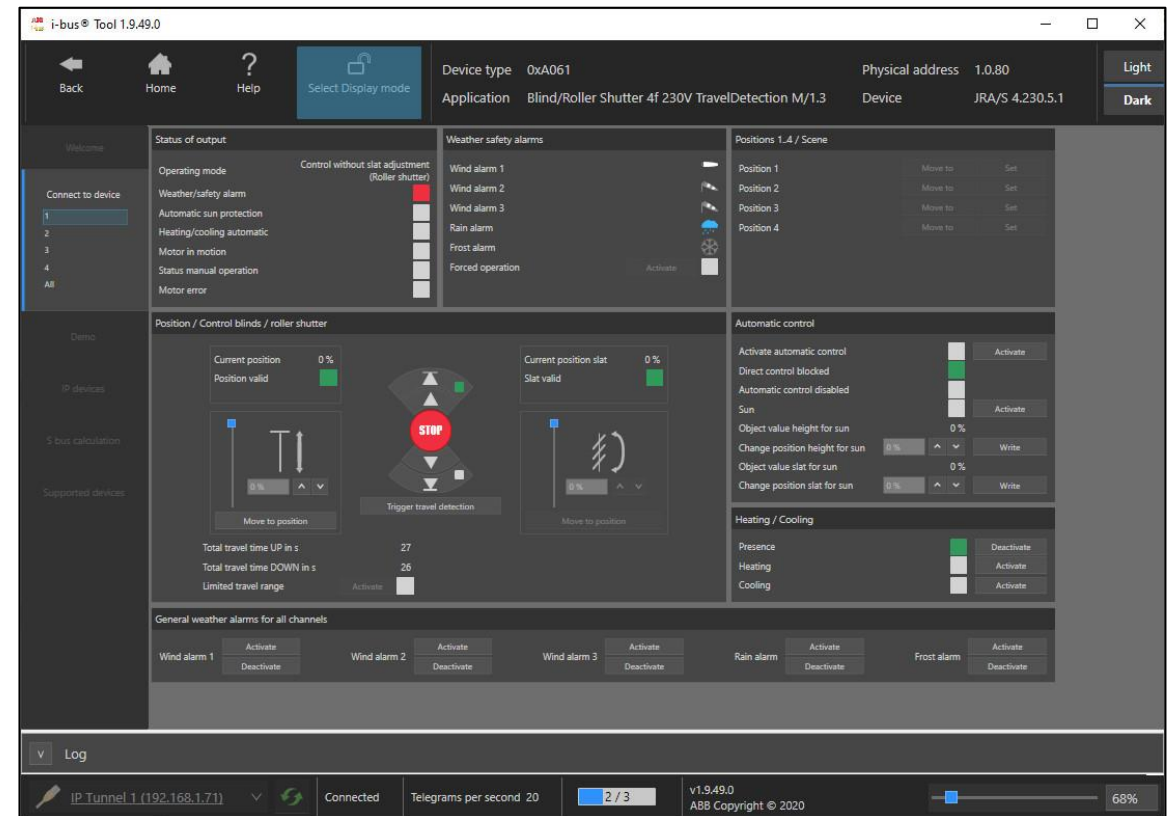 ABB
i-bus® Tool 1.9.49.0
Back
Home
Help
Select Display mode
Device type 0xA061
Application Blind/Roller Shutter 4f 230V TravelDetection M/1.3
Physical address 1.0.80
Device JRA/S 4.230.5.1
Light
Dark
Welcome
Connect to device
1
2
3
4
All
Demo
IP devices
S bus calculation
Supported devices
Status of output
Operating mode Control without slat adjustment
(Roller shutter)
Weather/safety alarm
Automatic sun protection
Heating/cooling automatic
Motor in motion
Status manual operation
Motor error
Weather safety alarms
Wind alarm 1
Wind alarm 2
Wind alarm 3
Rain alarm
Frost alarm
Forced operation Activate
Positions 1..4 / Scene
Position 1 Move to Set
Position 2 Move to Set
Position 3 Move to Set
Position 4 Move to Set
Position / Control blinds / roller shutter
Current position 0 %
Position valid
STOP
Current position slat 0 %
Slat valid
0 %
Move to position
Trigger travel detection
0 %
Move to position
Total travel time UP in s 27
Total travel time DOWN in s 26
Limited travel range Activate
Automatic control
Activate automatic control Activate
Direct control blocked
Automatic control disabled
Sun Activate
Object value height for sun 0 %
Change position height for sun 0 % Write
Object value slat for sun 0 %
Change position slat for sun 0 % Write
Heating / Cooling
Presence Deactivate
Heating Activate
Cooling Activate
General weather alarms for all channels
Wind alarm 1 Activate
Deactivate
Wind alarm 2 Activate
Deactivate
Wind alarm 3 Activate
Deactivate
Rain alarm Activate
Deactivate
Frost alarm Activate
Deactivate
v Log
IP Tunnel 1 (192.168.1.71)
Connected
Telegrams per second 20
2 / 3
v1.9.49.0
ABB Copyright © 2020
68%